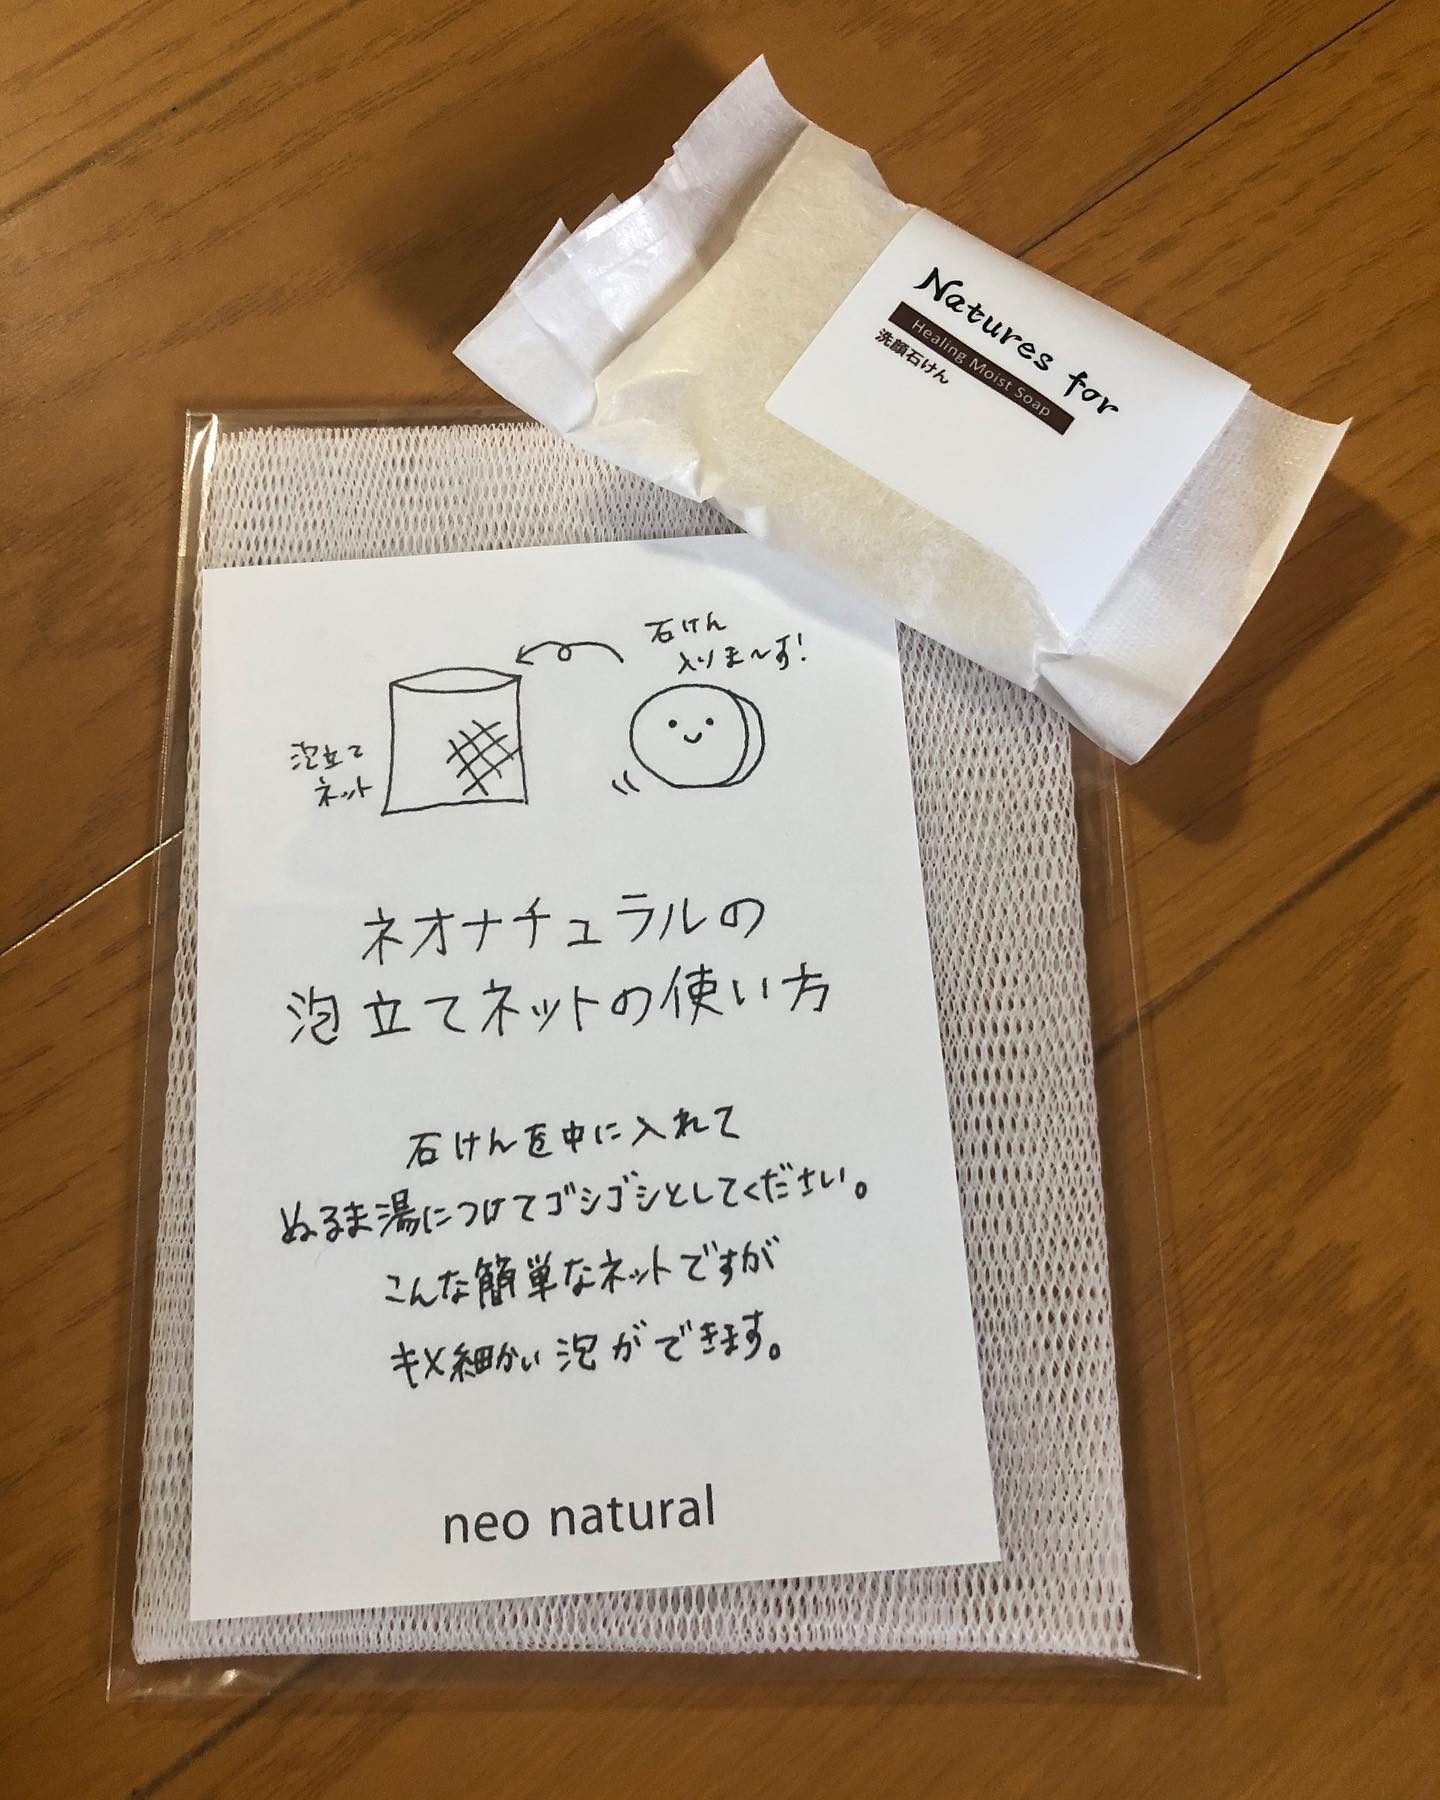 Natures for
Healing Moist Soap
洗顔石けん
石けん
入りま〜す!
泡立て
ネット
ネオナチュラルの
泡立てネットの使い方
石けんを中に入れて
ぬるま湯につけてゴシゴシとしてください。
こんな簡単なネットですが
キメ細かい泡ができます。
neo natural